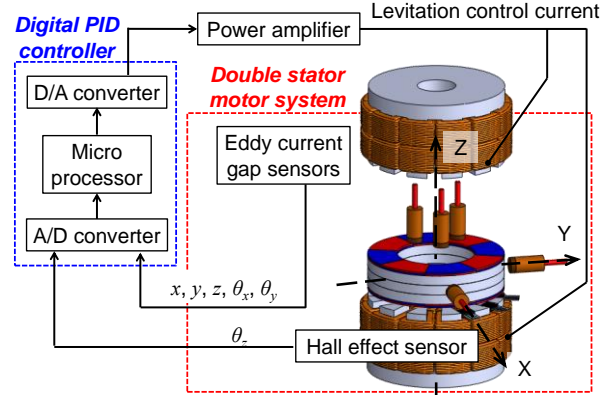 Digital PID
controller
Power amplifier
Levitation control current
D/A converter
Micro
processor
A/D converter
Double stator
motor system
Eddy current
gap sensors
Z
Y
x, y, z, θx, θy
θz
Hall effect sensor
X